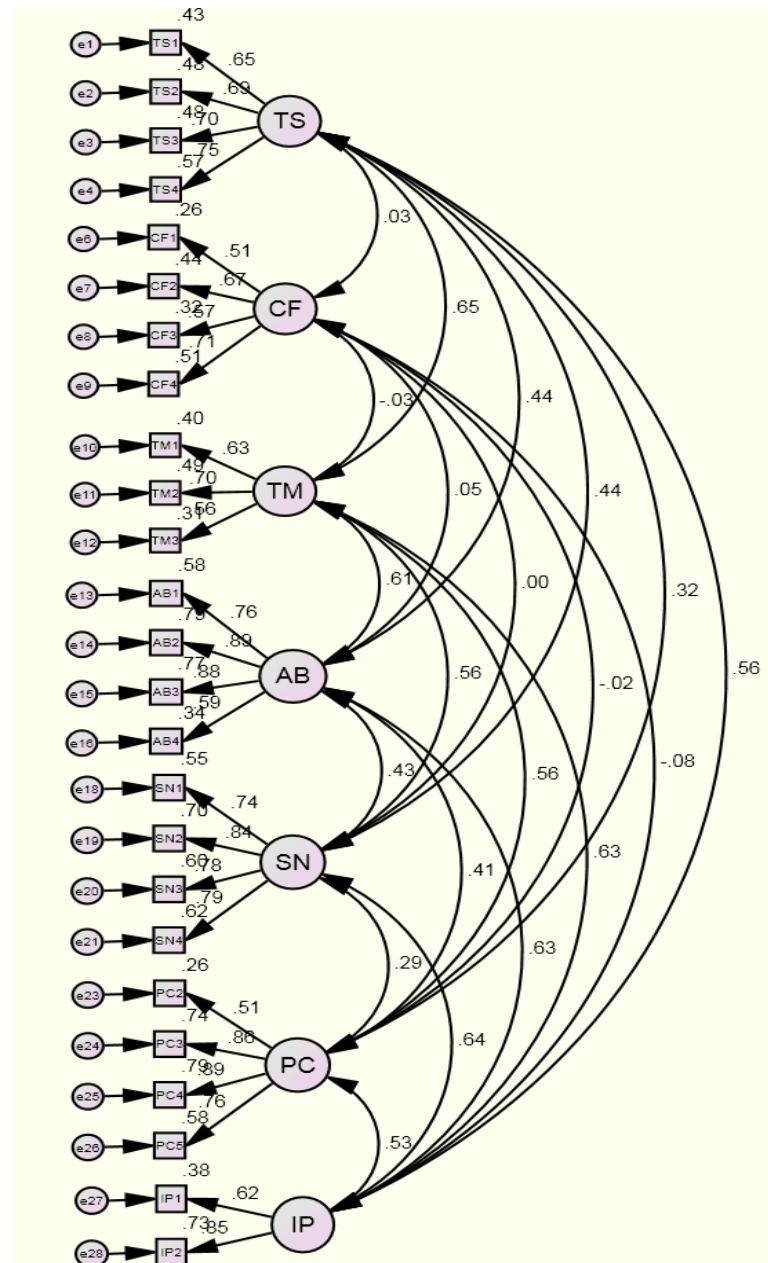 .43
e1 TS1 .65
.48
e2 TS2 .69
TS
.48 .70
e3 TS3 .75
.57
e4 TS4
.26
.03
e6 CF1 .51
.44
e7 CF2 .67
CF .65
.32 .57
e8 CF3 .71
.51
e9 CF4
-.03 .44
.40
e10 TM1 .63
.49 .70
TM .05 .44
e11 TM2
.31 .56
e12 TM3
.58
.61 .00 .32
e13 AB1 .76
.79
e14 AB2 .89
.77 .88
AB .56 -.02 .56
e15 AB3 .59
.34
e16 AB4
.55
.43 .56 -.08
e18 SN1 .74
.70
e19 SN2 .84
SN .41 .63
.60 .78
e20 SN3 .79
.62
e21 SN4
.26
.29 .63
e23 PC2 .51
.74
e24 PC3 .86
.64
PC
.79 .89
e25 PC4 .76
.58
e26 PC5
.53
.38
e27 IP1 .62
IP
.73 .85
e28 IP2